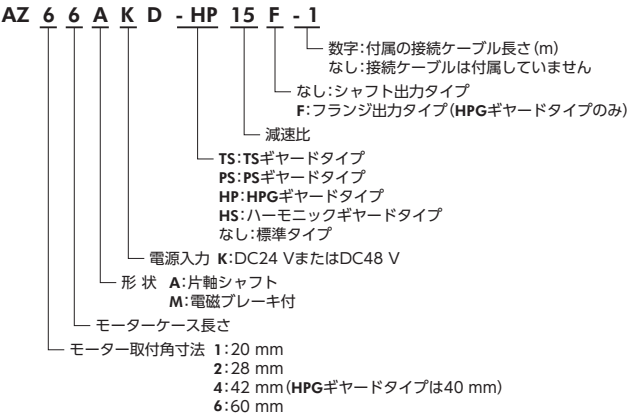 AZ 6 6 A K D - HP 15 F - 1
数字:付属の接続ケーブル長さ(m)
なし:接続ケーブルは付属していません
なし:シャフト出力タイプ
F:フランジ出力タイプ(HPGギヤードタイプのみ)
減速比
TS:TSギヤードタイプ
PS:PSギヤードタイプ
HP:HPGギヤードタイプ
HS:ハーモニックギヤードタイプ
なし:標準タイプ
電源入力 K:DC24 VまたはDC48 V
形 状 A:片軸シャフト
M:電磁ブレーキ付
モーターケース長さ
モーター取付角寸法 1:20 mm
2:28 mm
4:42 mm(HPGギヤードタイプは40 mm)
6:60 mm